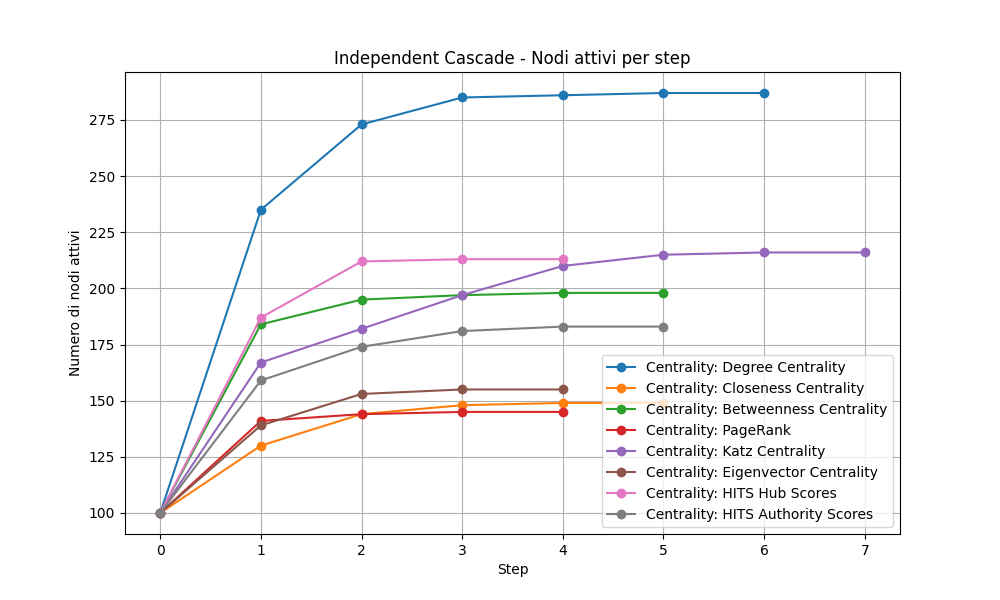 Independent Cascade - Nodi attivi per step
Numero di nodi attivi
275
250
225
200
175
150
125
100
0 1 2 3 4 5 6 7
Step
Centrality: Degree Centrality
Centrality: Closeness Centrality
Centrality: Betweenness Centrality
Centrality: PageRank
Centrality: Katz Centrality
Centrality: Eigenvector Centrality
Centrality: HITS Hub Scores
Centrality: HITS Authority Scores